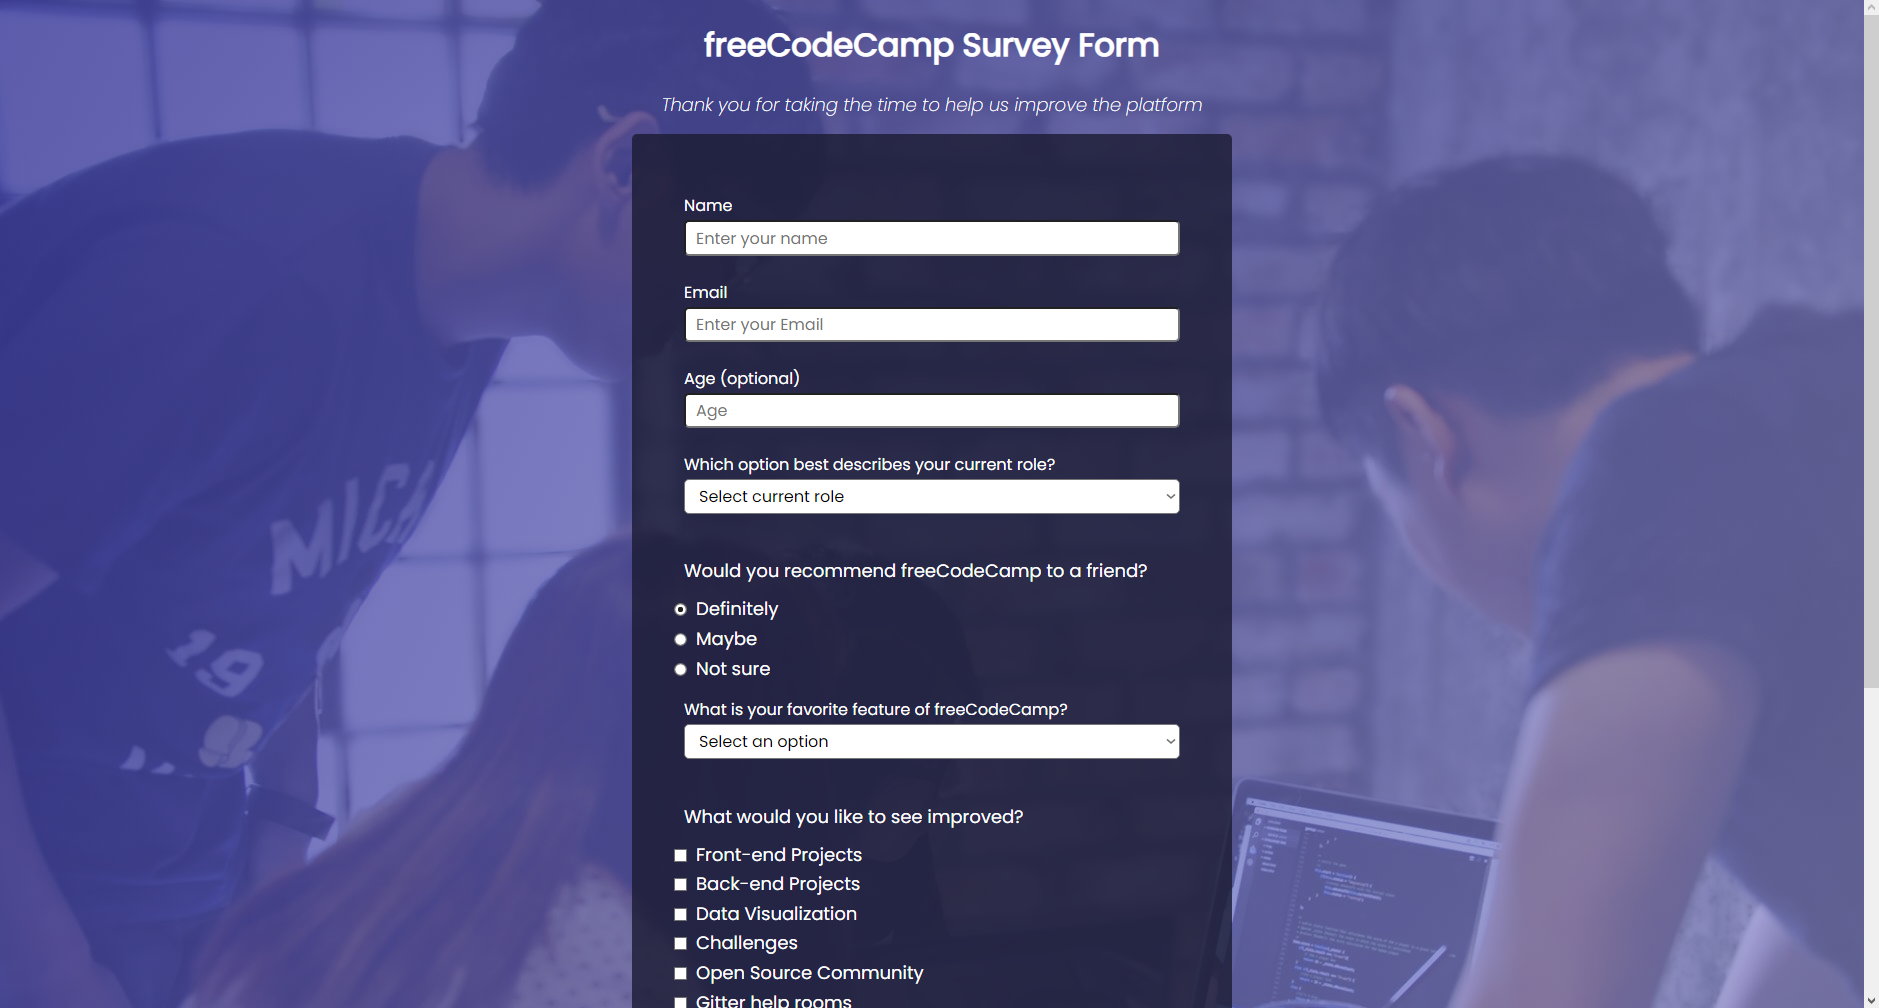 freeCodeCamp Survey Form
Thank you for taking the time to help us improve the platform
Name
Enter your name
Email
Enter your Email
Age (optional)
Age
Which option best describes your current role?
Select current role
Would you recommend freeCodeCamp to a friend?
Definitely
Maybe
Not sure
What is your favorite feature of freeCodeCamp?
Select an option
What would you like to see improved?
Front-end Projects
Back-end Projects
Data Visualization
Challenges
Open Source Community
Gitter help rooms
MICH
19